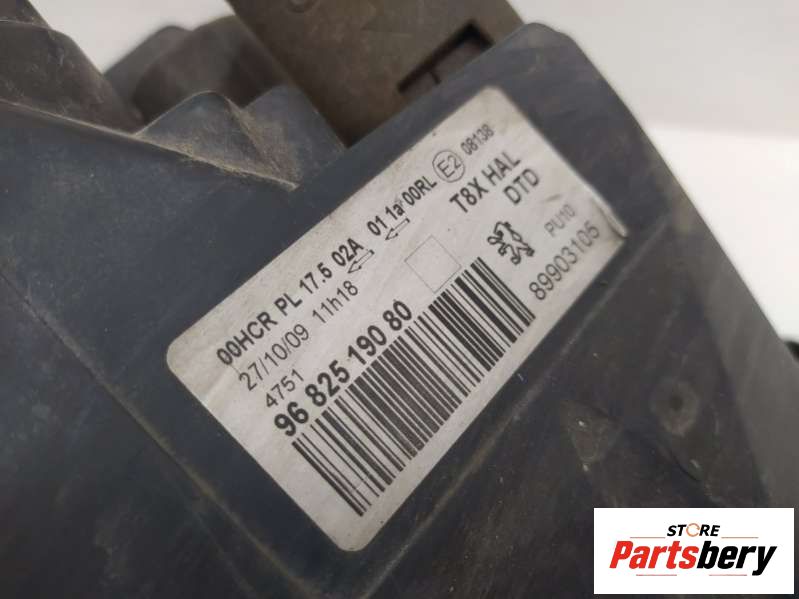 00HCR PL 17.5 02A 01 1a 00RL E2 08138
27/10/09 11h18
T8X HAL
4751
DTD
96 825 190 80
PU10
89903105
STORE
Partsbery